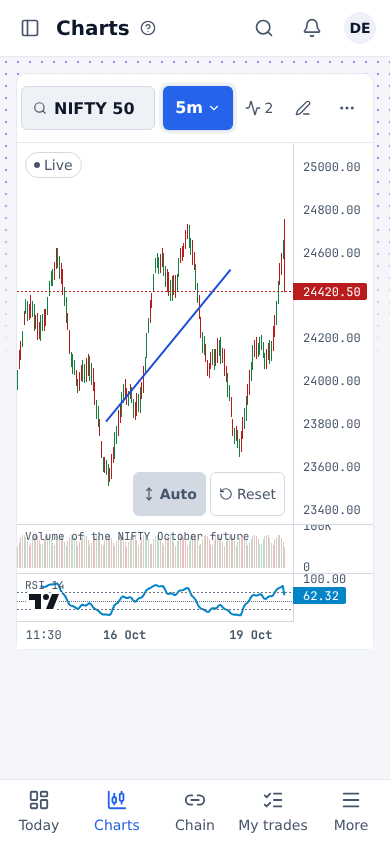 Charts
DE
NIFTY 50
5m
2
Live
25000.00
24800.00
24600.00
24420.50
24200.00
24000.00
23800.00
23600.00
23400.00
Auto
Reset
Volume of the NIFTY October future
100K
0
RSI 14
100.00
62.32
11:30
16 Oct
19 Oct
Today
Charts
Chain
My trades
More